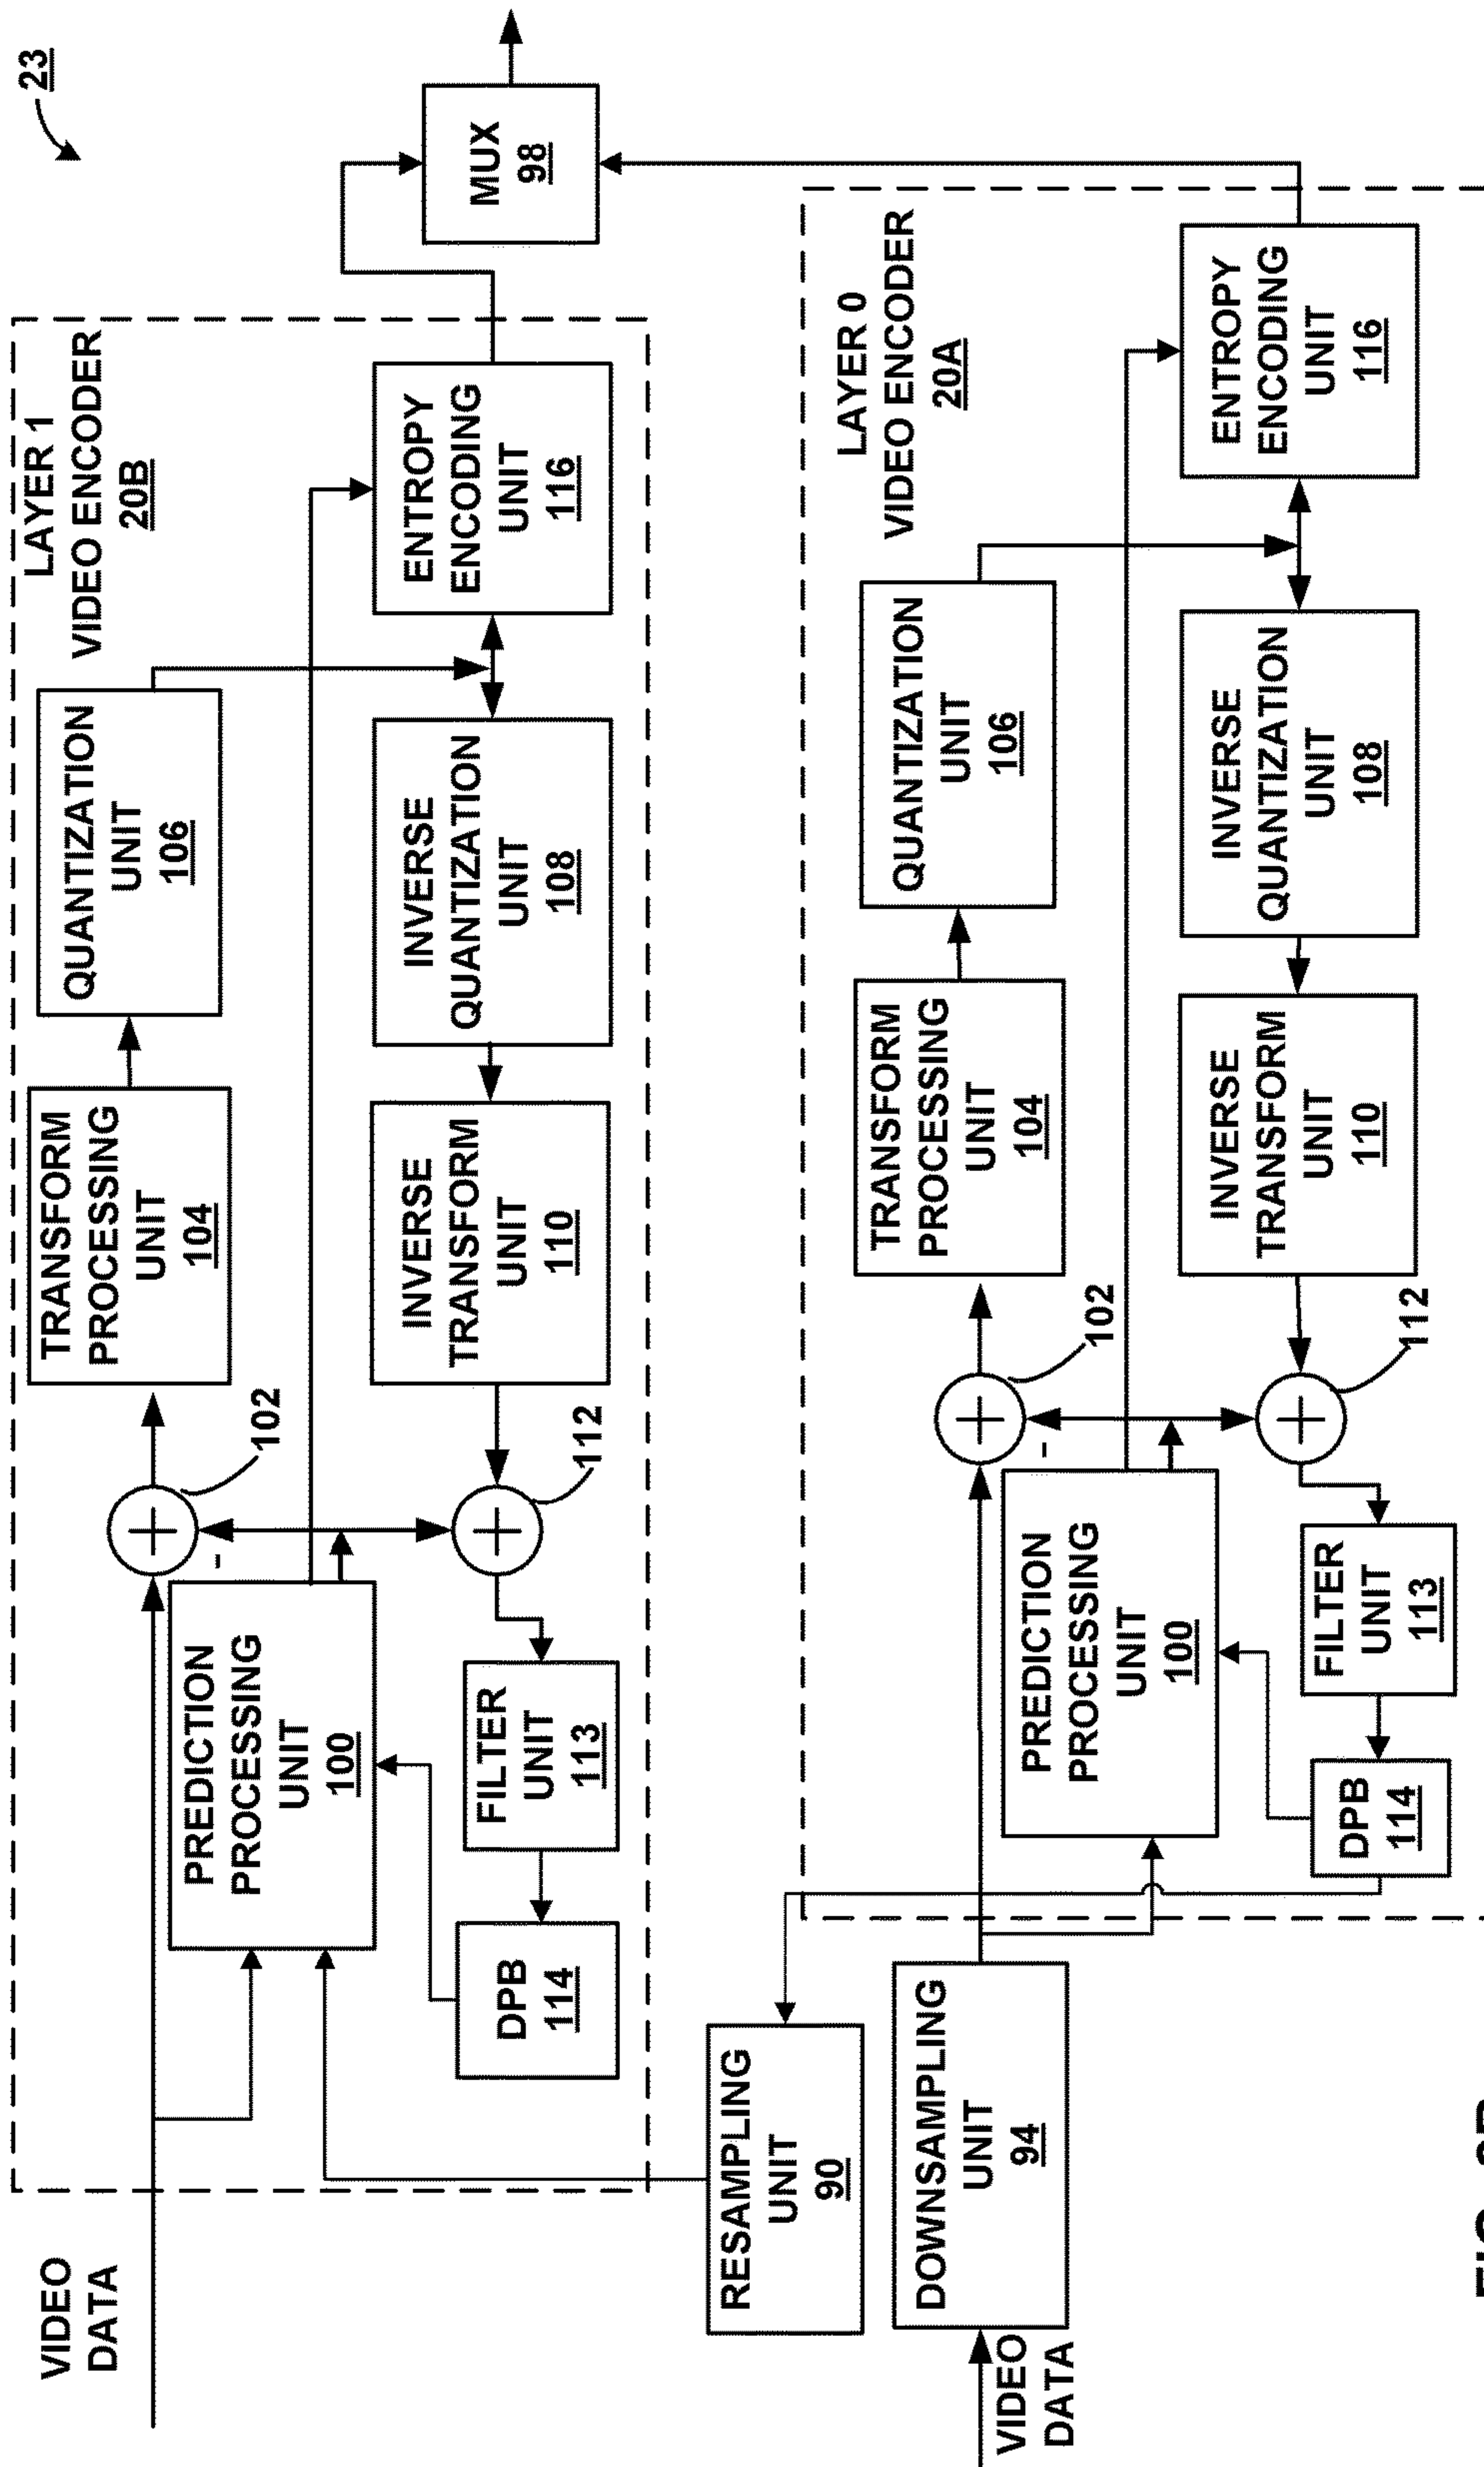 23
LAYER 1
VIDEO ENCODER
20B
VIDEO
DATA
PREDICTION
PROCESSING
UNIT
100
102
-
TRANSFORM
PROCESSING
UNIT
104
QUANTIZATION
UNIT
106
ENTROPY
ENCODING
UNIT
116
INVERSE
QUANTIZATION
UNIT
108
INVERSE
TRANSFORM
UNIT
110
112
FILTER
UNIT
113
DPB
114
MUX
98
RESAMPLING
UNIT
90
LAYER 0
VIDEO ENCODER
20A
VIDEO
DATA
DOWNSAMPLING
UNIT
94
PREDICTION
PROCESSING
UNIT
100
102
-
TRANSFORM
PROCESSING
UNIT
104
QUANTIZATION
UNIT
106
ENTROPY
ENCODING
UNIT
116
INVERSE
QUANTIZATION
UNIT
108
INVERSE
TRANSFORM
UNIT
110
112
FILTER
UNIT
113
DPB
114